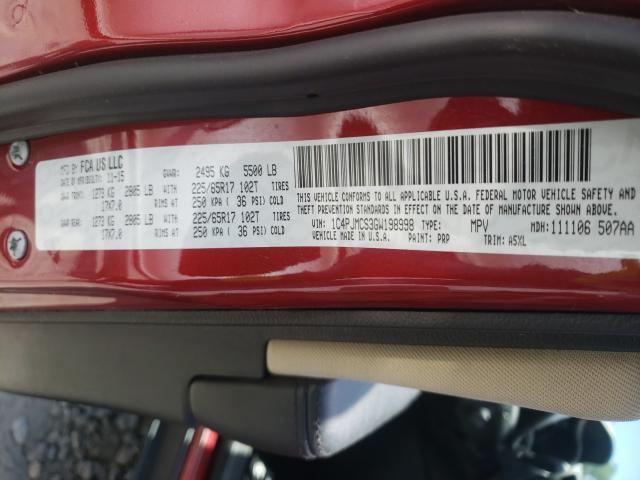 MFR BY: FCA US LLC
DATE OF MFR: 11-15 GVWR: 2495 KG 5500 LB
GAWR FRONT: 1272 KG 2805 LB WITH 225/65R17 102T TIRES
17X7.0 RIMS AT 250 KPA ( 36 PSI) COLD
GAWR REAR: 1272 KG 2805 LB WITH 225/65R17 102T TIRES
17X7.0 RIMS AT 250 KPA ( 36 PSI) COLD
THIS VEHICLE CONFORMS TO ALL APPLICABLE U.S.A. FEDERAL MOTOR VEHICLE SAFETY AND
THEFT PREVENTION STANDARDS IN EFFECT ON THE DATE OF MANUFACTURE SHOWN ABOVE.
VIN: 1C4PJMCS3GW198998 TYPE: MPV MDH: 111106 507AA
VEHICLE MADE IN U.S.A. PAINT: PRP TRIM: A5XL